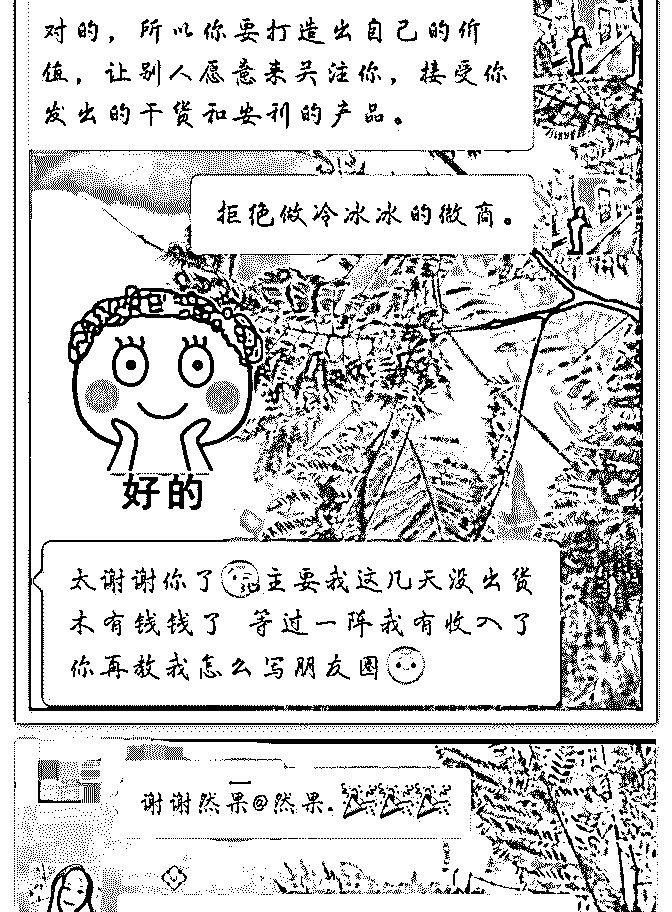 对的，所以你要打造出自己的价
值，让别人愿意来关注你，接受你
发出的干货和安利的产品。
拒绝做冷冰冰的微商。
好的
太谢谢你了主要我这几天没出货
木有钱钱了 等过一阵我有收入了
你再教我怎么写朋友圈
谢谢然果@然果.